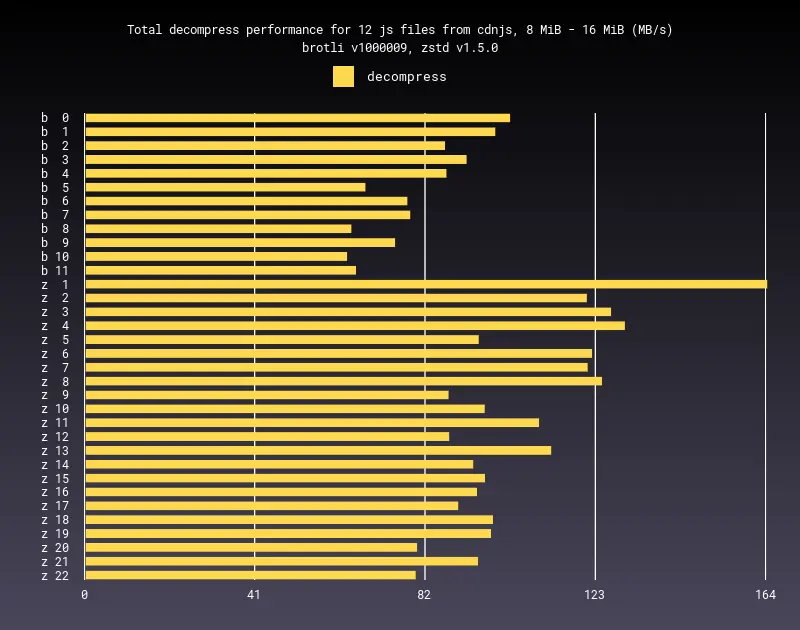 Total decompress performance for 12 js files from cdnjs, 8 MiB - 16 MiB (MB/s)
brotli v1000009, zstd v1.5.0
decompress
b 0
b 1
b 2
b 3
b 4
b 5
b 6
b 7
b 8
b 9
b 10
b 11
z 1
z 2
z 3
z 4
z 5
z 6
z 7
z 8
z 9
z 10
z 11
z 12
z 13
z 14
z 15
z 16
z 17
z 18
z 19
z 20
z 21
z 22
0 41 82 123 164